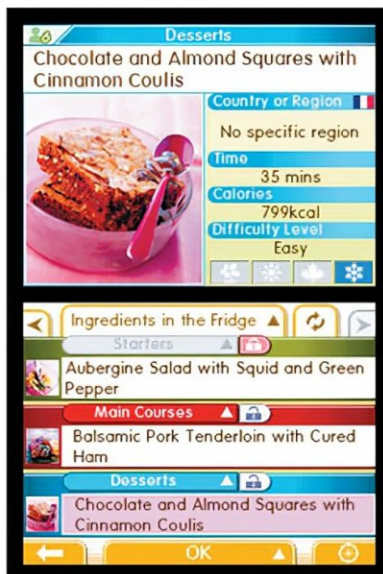 Desserts
Chocolate and Almond Squares with
Cinnamon Coulis
Country or Region
No specific region
Time
35 mins
Calories
799kcal
Difficulty Level
Easy
Ingredients in the Fridge
Starters
Aubergine Salad with Squid and Green
Pepper
Main Courses
Balsamic Pork Tenderloin with Cured
Ham
Desserts
Chocolate and Almond Squares with
Cinnamon Coulis
OK